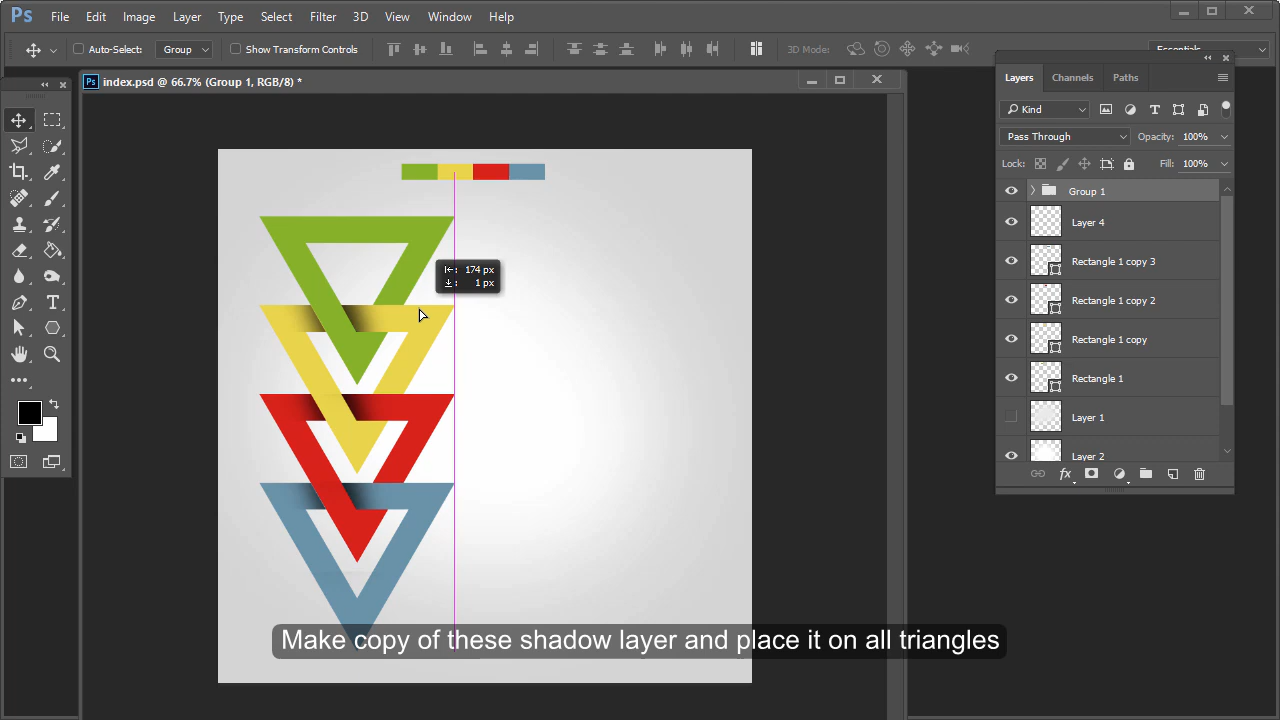 Ps File Edit Image Layer Type Select Filter 3D View Window Help
Auto-Select: Group Show Transform Controls 3D Mode: Essentials
Ps index.psd @ 66.7% (Group 1, RGB/8) *
Layers Channels Paths
Kind
Pass Through Opacity: 100%
Lock: Fill: 100%
Group 1
Layer 4
Rectangle 1 copy 3
Rectangle 1 copy 2
Rectangle 1 copy
Rectangle 1
Layer 1
Layer 2
fx
174 px
1 px
Make copy of these shadow layer and place it on all triangles